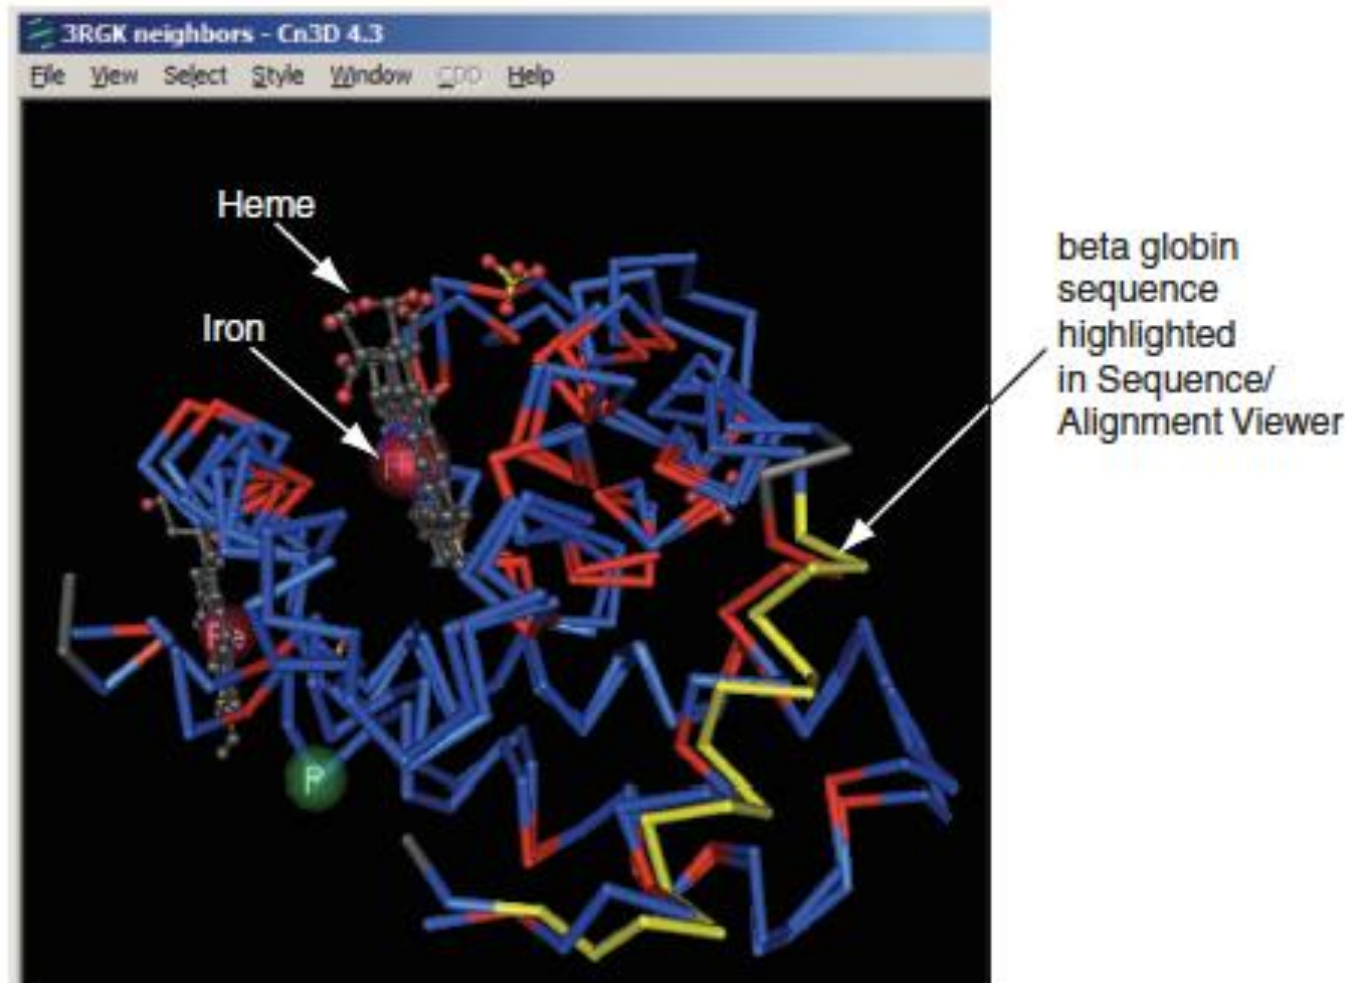 3RGK neighbors - Cn3D 4.3
File View Select Style Window CDD Help
Heme
Iron
beta globin
sequence
highlighted
in Sequence/
Alignment Viewer
F
P